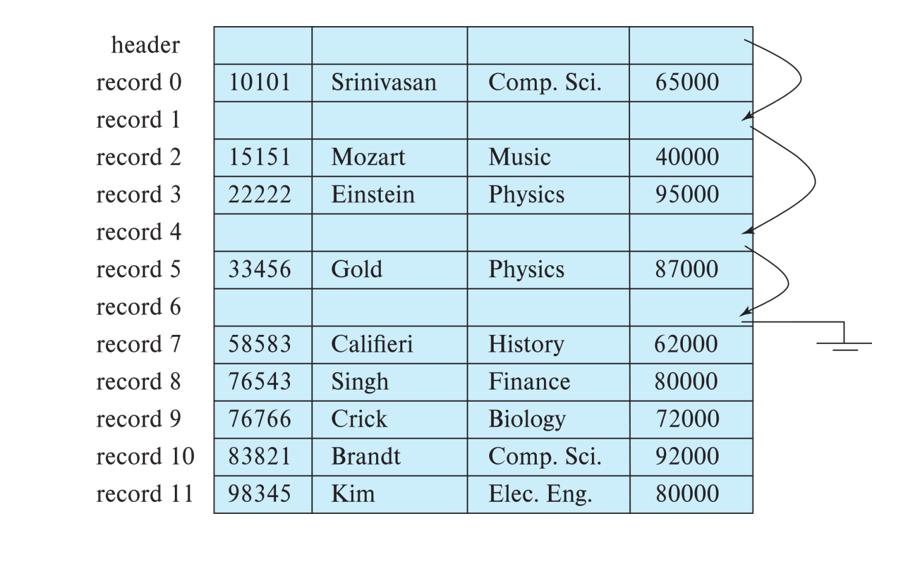 header
record 0 10101 Srinivasan Comp. Sci. 65000
record 1
record 2 15151 Mozart Music 40000
record 3 22222 Einstein Physics 95000
record 4
record 5 33456 Gold Physics 87000
record 6
record 7 58583 Califieri History 62000
record 8 76543 Singh Finance 80000
record 9 76766 Crick Biology 72000
record 10 83821 Brandt Comp. Sci. 92000
record 11 98345 Kim Elec. Eng. 80000